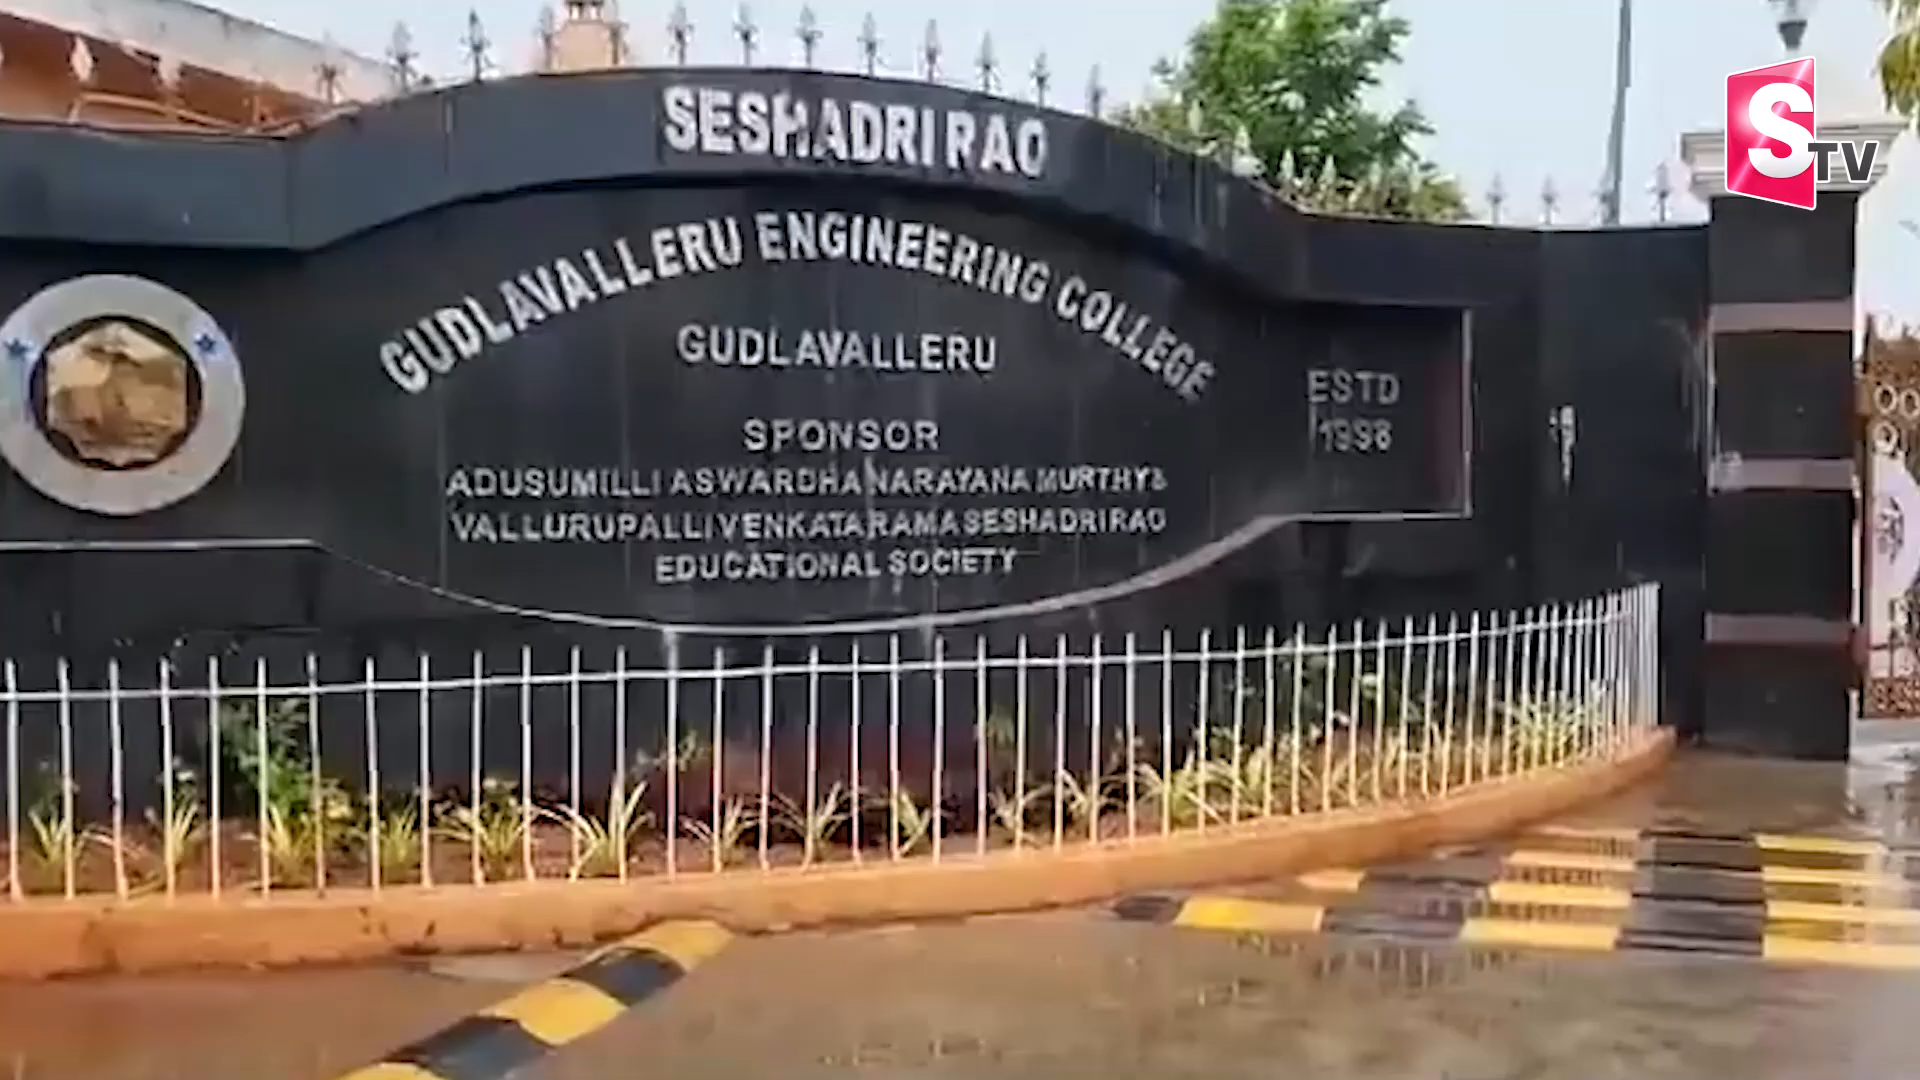 STV
SESHADRI RAO
GUDLAVALLERU ENGINEERING COLLEGE
GUDLAVALLERU
SPONSOR
ADUSUMILLI ASWARDHA NARAYANA MURTHY &
VALLURUPALLI VENKATA RAMA SESHADRI RAO
EDUCATIONAL SOCIETY
ESTD
1998